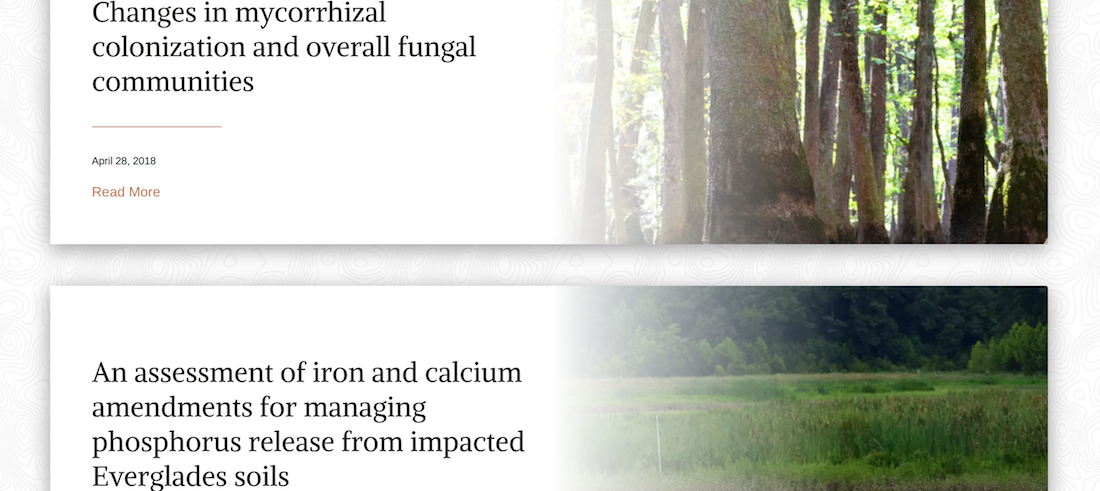 Changes in mycorrhizal
colonization and overall fungal
communities
April 28, 2018
Read More
An assessment of iron and calcium
amendments for managing
phosphorus release from impacted
Everglades soils